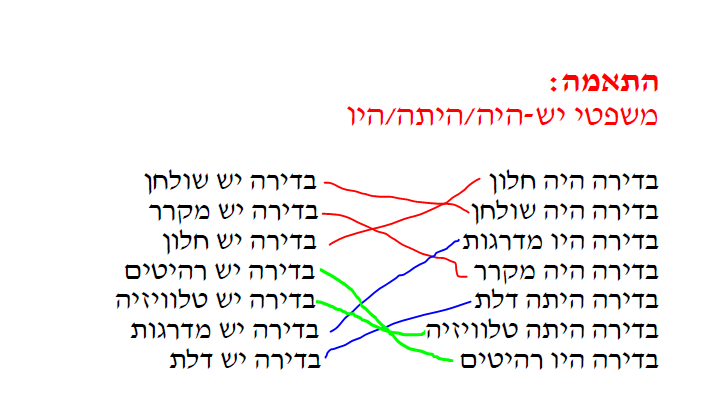 התאמה:
משפטי יש-היה/היתה/היו
בדירה היה חלון
בדירה היה שולחן
בדירה היו מדרגות
בדירה היה מקרר
בדירה היתה דלת
בדירה היתה טלוויזיה
בדירה היו רהיטים
בדירה יש שולחן
בדירה יש מקרר
בדירה יש חלון
בדירה יש רהיטים
בדירה יש טלוויזיה
בדירה יש מדרגות
בדירה יש דלת